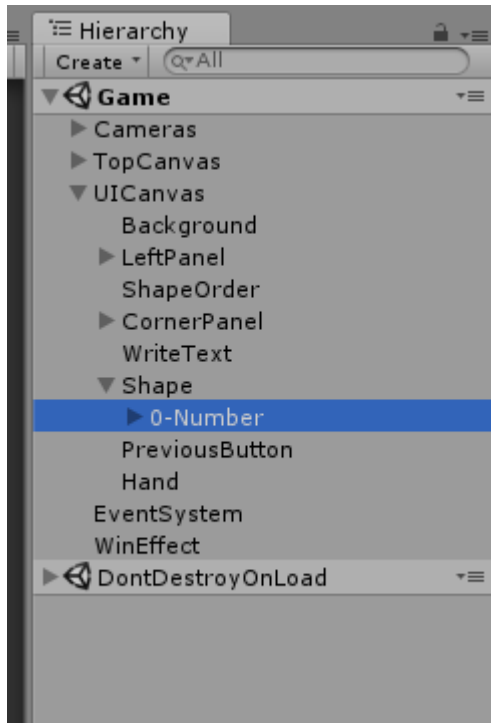 Hierarchy
Create All
Game
Cameras
TopCanvas
UICanvas
Background
LeftPanel
ShapeOrder
CornerPanel
WriteText
Shape
0-Number
PreviousButton
Hand
EventSystem
WinEffect
DontDestroyOnLoad